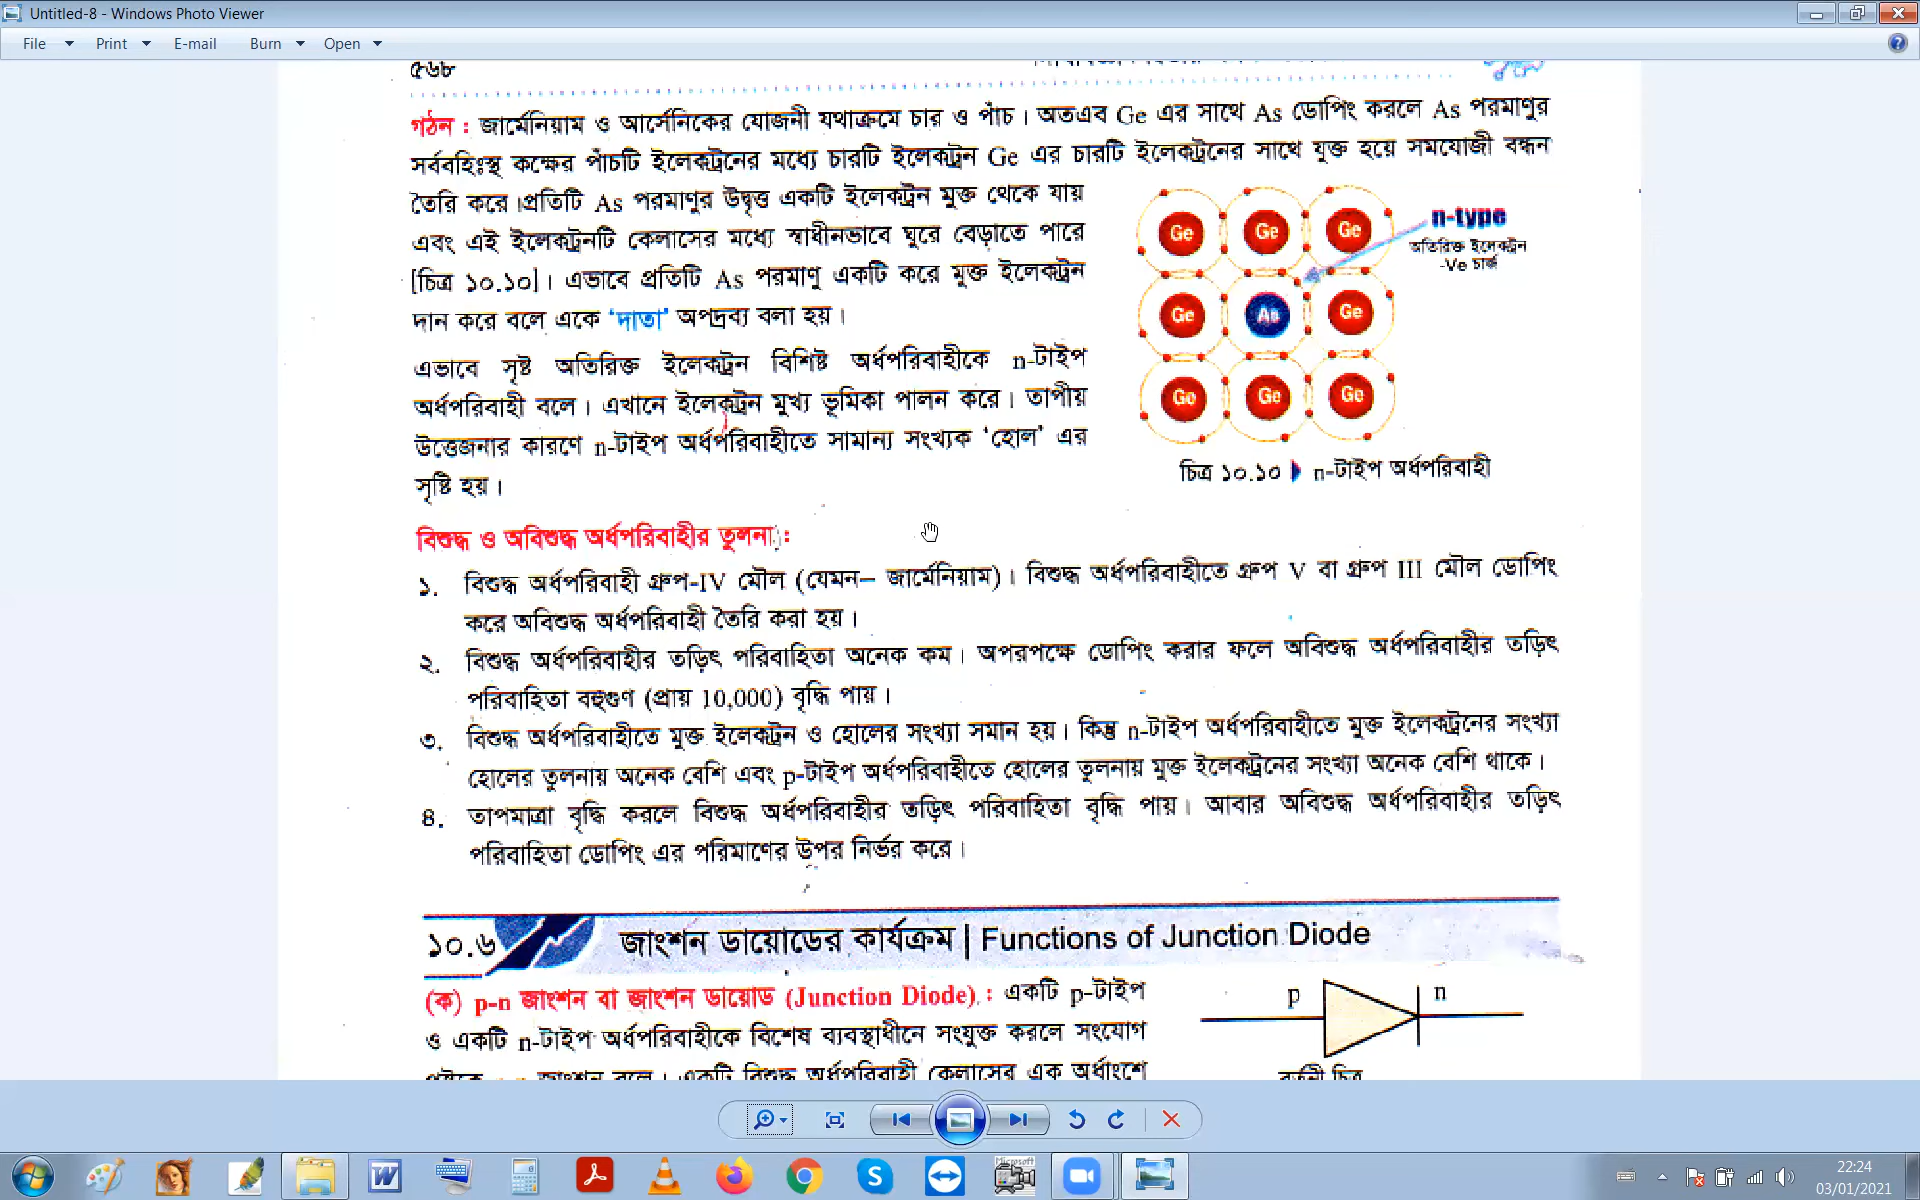 Untitled-8 - Windows Photo Viewer
File Print E-mail Burn Open
৫৬৮
গঠন : জার্মেনিয়াম ও আর্সেনিকের যোজনী যথাক্রমে চার ও পাঁচ। অতএব Ge এর সাথে As ডোপিং করলে As পরমাণুর
সর্ববহিঃস্থ কক্ষের পাঁচটি ইলেকট্রনের মধ্যে চারটি ইলেকট্রন Ge এর চারটি ইলেকট্রনের সাথে যুক্ত হয়ে সমযোজী বন্ধন
তৈরি করে।প্রতিটি As পরমাণুর উদ্বৃত্ত একটি ইলেকট্রন মুক্ত থেকে যায়
এবং এই ইলেকট্রনটি কেলাসের মধ্যে স্বাধীনভাবে ঘুরে বেড়াতে পারে
[চিত্র ১০.১০]। এভাবে প্রতিটি As পরমাণু একটি করে মুক্ত ইলেকট্রন
দান করে বলে একে ‘দাতা’ অপদ্রব্য বলা হয়।
এভাবে সৃষ্ট অতিরিক্ত ইলেকট্রন বিশিষ্ট অর্ধপরিবাহীকে n-টাইপ
অর্ধপরিবাহী বলে। এখানে ইলেকট্রন মুখ্য ভূমিকা পালন করে। তাপীয়
উত্তেজনার কারণে n-টাইপ অর্ধপরিবাহীতে সামান্য সংখ্যক ‘হোল’ এর
সৃষ্টি হয়।
Ge Ge Ge
n-type
অতিরিক্ত ইলেকট্রন
-Ve চার্জ
Ge As Ge
Ge Ge Ge
চিত্র ১০.১০ n-টাইপ অর্ধপরিবাহী
বিশুদ্ধ ও অবিশুদ্ধ অর্ধপরিবাহীর তুলনা :
১. বিশুদ্ধ অর্ধপরিবাহী গ্রুপ-IV মৌল (যেমন– জার্মেনিয়াম)। বিশুদ্ধ অর্ধপরিবাহীতে গ্রুপ V বা গ্রুপ III মৌল ডোপিং
করে অবিশুদ্ধ অর্ধপরিবাহী তৈরি করা হয়।
২. বিশুদ্ধ অর্ধপরিবাহীর তড়িৎ পরিবাহিতা অনেক কম। অপরপক্ষে ডোপিং করার ফলে অবিশুদ্ধ অর্ধপরিবাহীর তড়িৎ
পরিবাহিতা বহুগুণ (প্রায় 10,000) বৃদ্ধি পায়।
৩. বিশুদ্ধ অর্ধপরিবাহীতে মুক্ত ইলেকট্রন ও হোলের সংখ্যা সমান হয়। কিন্তু n-টাইপ অর্ধপরিবাহীতে মুক্ত ইলেকট্রনের সংখ্যা
হোলের তুলনায় অনেক বেশি এবং p-টাইপ অর্ধপরিবাহীতে হোলের তুলনায় মুক্ত ইলেকট্রনের সংখ্যা অনেক বেশি থাকে।
৪. তাপমাত্রা বৃদ্ধি করলে বিশুদ্ধ অর্ধপরিবাহীর তড়িৎ পরিবাহিতা বৃদ্ধি পায়। আবার অবিশুদ্ধ অর্ধপরিবাহীর তড়িৎ
পরিবাহিতা ডোপিং এর পরিমাণের উপর নির্ভর করে।
১০.৬ জাংশন ডায়োডের কার্যক্রম | Functions of Junction Diode
(ক) p-n জাংশন বা জাংশন ডায়োড (Junction Diode) : একটি p-টাইপ
ও একটি n-টাইপ অর্ধপরিবাহীকে বিশেষ ব্যবস্থাধীনে সংযুক্ত করলে সংযোগ
জাংশন বলে। একটি বিশুদ্ধ অর্ধপরিবাহী কেলাসের এক অর্ধাংশে
p n
বর্তনী চিত্র
22:24
03/01/2021